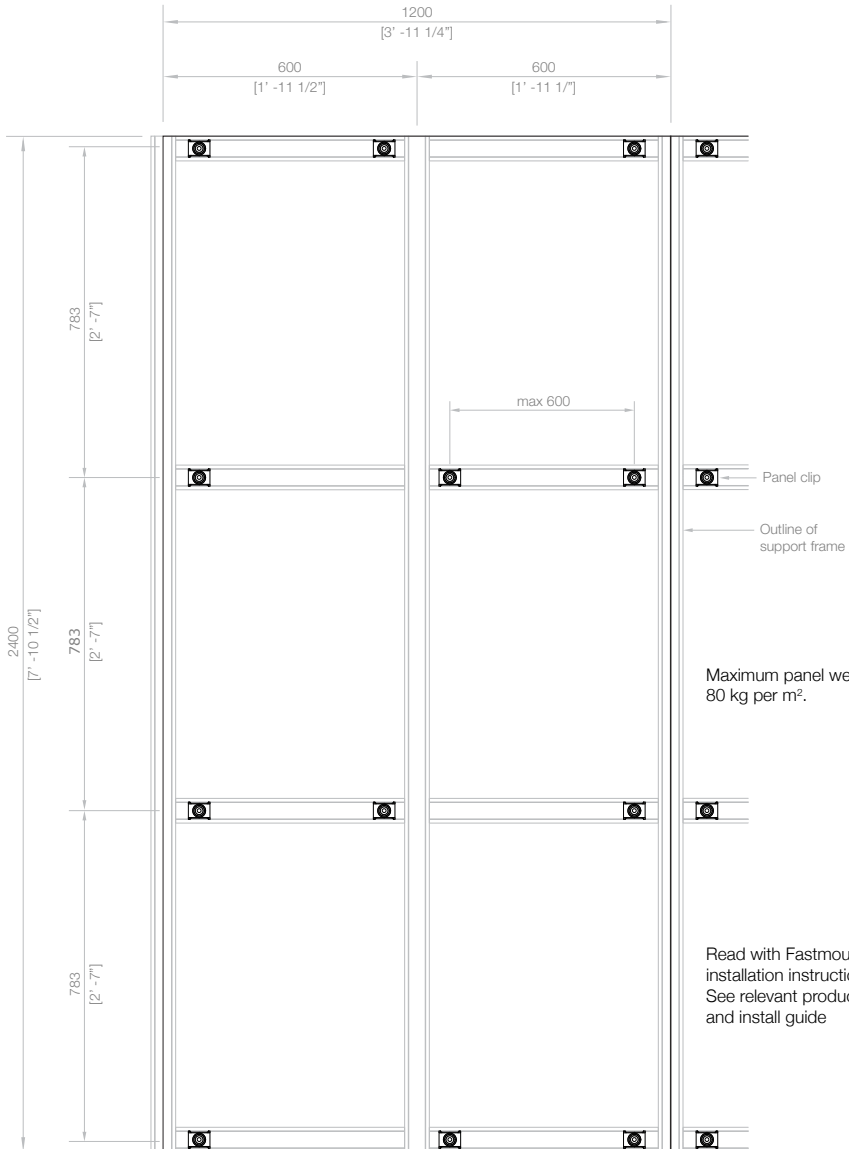 1200
[3' -11 1/4"]
600
[1' -11 1/2"]
600
[1' -11 1/"]
783
[2' -7"]
max 600
Panel clip
Outline of
support frame
2400
[7' -10 1/2"]
783
[2' -7"]
Maximum panel we
80 kg per m².
783
[2' -7"]
Read with Fastmou
installation instructi
See relevant produc
and install guide